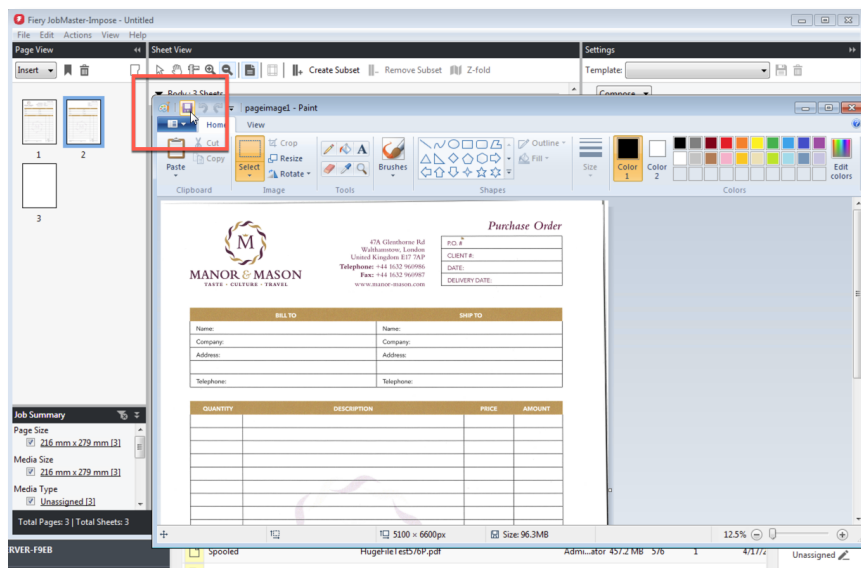 Fiery JobMaster-Impose - Untitled
File Edit Actions View Help
Page View
Sheet View
Settings
Insert
Create Subset
Remove Subset
Z-fold
Template:
Body : 3 Sheets
Compose
pageimage1 - Paint
Home View
Cut
Copy
Paste
Clipboard
Select
Crop
Resize
Rotate
Image
A
Tools
Brushes
Outline
Fill
Shapes
Size
Color 1
Color 2
Edit colors
Colors
1
2
3
M
MANOR & MASON
TASTE - CULTURE - TRAVEL
47A Glenthorne Rd
Walthamstow, London
United Kingdom E17 7AP
Telephone: +44 1632 960986
Fax: +44 1632 960987
www.manor-mason.com
Purchase Order
P.O. #
CLIENT #:
DATE:
DELIVERY DATE:
BILL TO SHIP TO
Name: Name:
Company: Company:
Address: Address:
Telephone: Telephone:
QUANTITY DESCRIPTION PRICE AMOUNT
Job Summary
Page Size
216 mm x 279 mm [3]
Media Size
216 mm x 279 mm [3]
Media Type
Unassigned [3]
Total Pages: 3 | Total Sheets: 3
5100 × 6600px
Size: 96.3MB
12.5%
RVER-F9EB
Spooled HugeFileTest576P.pdf Admi...ator 457.2 MB 576 1 4/17/2
Unassigned